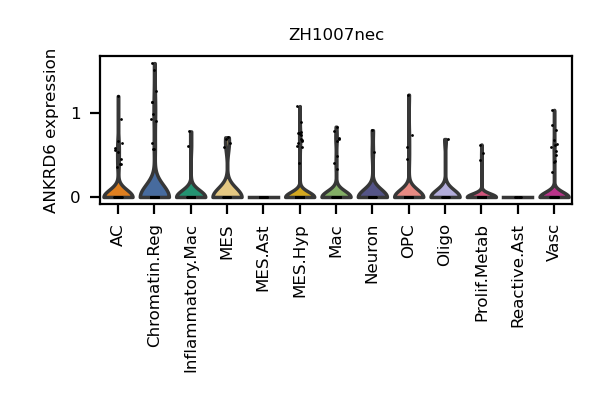 ZH1007nec
ANKRD6 expression
1
0
AC
Chromatin.Reg
Inflammatory.Mac
MES
MES.Ast
MES.Hyp
Mac
Neuron
OPC
Oligo
Prolif.Metab
Reactive.Ast
Vasc